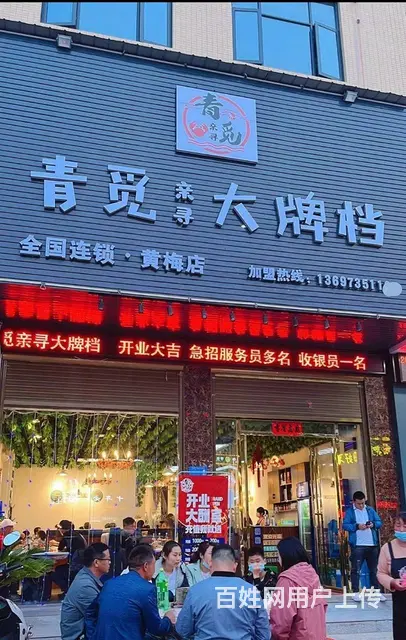 青
亲
寻
觅
青觅亲寻大牌档
全国连锁·黄梅店
加盟热线:136973511
觅亲寻大牌档 开业大吉 急招服务员多名 收银员一名
开业
大酬宾
百姓网用户上传